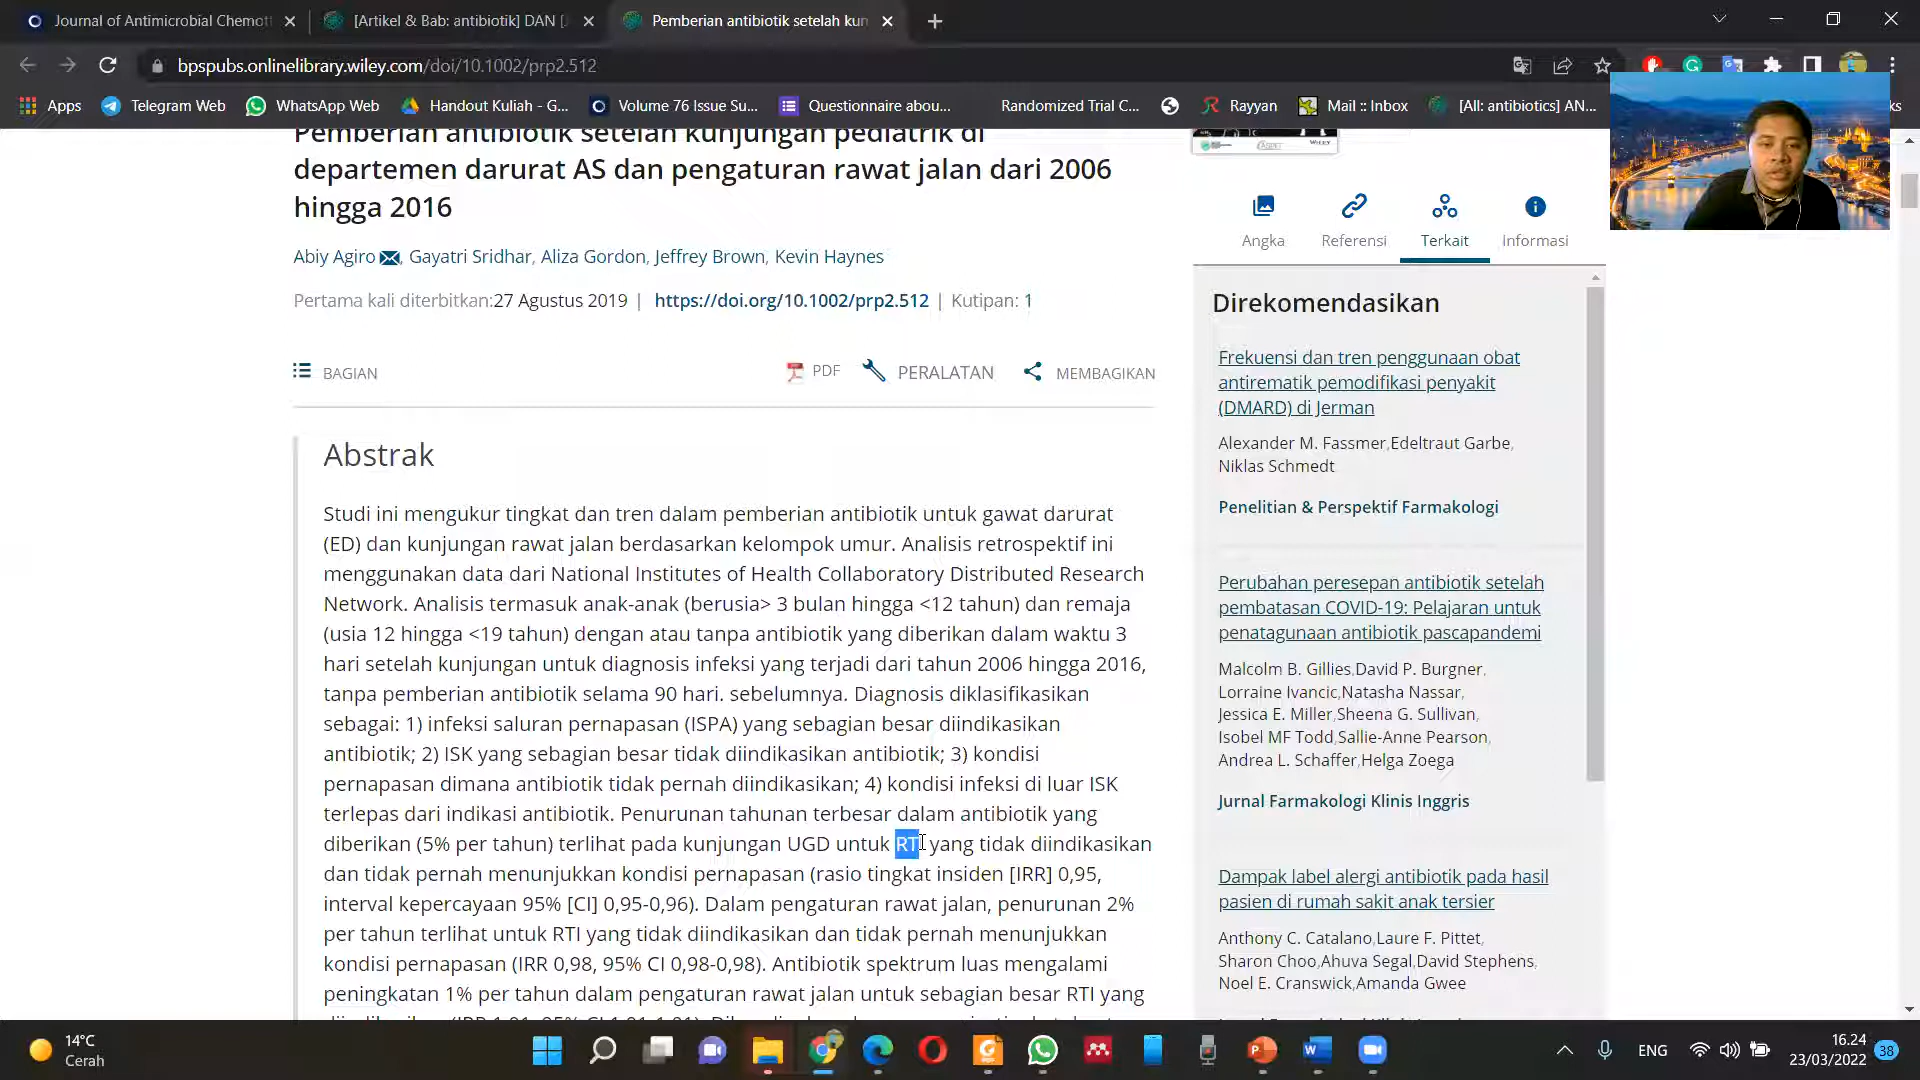 Journal of Antimicrobial Chemot
[Artikel & Bab: antibiotik] DAN [
Pemberian antibiotik setelah kun
bpspubs.onlinelibrary.wiley.com/doi/10.1002/prp2.512
Apps
Telegram Web
WhatsApp Web
Handout Kuliah - G...
Volume 76 Issue Su...
Questionnaire abou...
Randomized Trial C...
Rayyan
Mail :: Inbox
[All: antibiotics] AN...
Pemberian antibiotik setelah kunjungan pediatrik di
departemen darurat AS dan pengaturan rawat jalan dari 2006
hingga 2016
Abiy Agiro, Gayatri Sridhar, Aliza Gordon, Jeffrey Brown, Kevin Haynes
Pertama kali diterbitkan:27 Agustus 2019 | https://doi.org/10.1002/prp2.512 | Kutipan: 1
BAGIAN
PDF
PERALATAN
MEMBAGIKAN
Abstrak
Studi ini mengukur tingkat dan tren dalam pemberian antibiotik untuk gawat darurat
(ED) dan kunjungan rawat jalan berdasarkan kelompok umur. Analisis retrospektif ini
menggunakan data dari National Institutes of Health Collaboratory Distributed Research
Network. Analisis termasuk anak-anak (berusia> 3 bulan hingga <12 tahun) dan remaja
(usia 12 hingga <19 tahun) dengan atau tanpa antibiotik yang diberikan dalam waktu 3
hari setelah kunjungan untuk diagnosis infeksi yang terjadi dari tahun 2006 hingga 2016,
tanpa pemberian antibiotik selama 90 hari. sebelumnya. Diagnosis diklasifikasikan
sebagai: 1) infeksi saluran pernapasan (ISPA) yang sebagian besar diindikasikan
antibiotik; 2) ISK yang sebagian besar tidak diindikasikan antibiotik; 3) kondisi
pernapasan dimana antibiotik tidak pernah diindikasikan; 4) kondisi infeksi di luar ISK
terlepas dari indikasi antibiotik. Penurunan tahunan terbesar dalam antibiotik yang
diberikan (5% per tahun) terlihat pada kunjungan UGD untuk RTI yang tidak diindikasikan
dan tidak pernah menunjukkan kondisi pernapasan (rasio tingkat insiden [IRR] 0,95,
interval kepercayaan 95% [CI] 0,95-0,96). Dalam pengaturan rawat jalan, penurunan 2%
per tahun terlihat untuk RTI yang tidak diindikasikan dan tidak pernah menunjukkan
kondisi pernapasan (IRR 0,98, 95% CI 0,98-0,98). Antibiotik spektrum luas mengalami
peningkatan 1% per tahun dalam pengaturan rawat jalan untuk sebagian besar RTI yang
Angka
Referensi
Terkait
Informasi
Direkomendasikan
Frekuensi dan tren penggunaan obat
antirematik pemodifikasi penyakit
(DMARD) di Jerman
Alexander M. Fassmer,Edeltraut Garbe,
Niklas Schmedt
Penelitian & Perspektif Farmakologi
Perubahan peresepan antibiotik setelah
pembatasan COVID-19: Pelajaran untuk
penatagunaan antibiotik pascapandemi
Malcolm B. Gillies,David P. Burgner,
Lorraine Ivancic,Natasha Nassar,
Jessica E. Miller,Sheena G. Sullivan,
Isobel MF Todd,Sallie-Anne Pearson,
Andrea L. Schaffer,Helga Zoega
Jurnal Farmakologi Klinis Inggris
Dampak label alergi antibiotik pada hasil
pasien di rumah sakit anak tersier
Anthony C. Catalano,Laure F. Pittet,
Sharon Choo,Ahuva Segal,David Stephens,
Noel E. Cranswick,Amanda Gwee
14°C
Cerah
ENG
16.24
23/03/2022
38